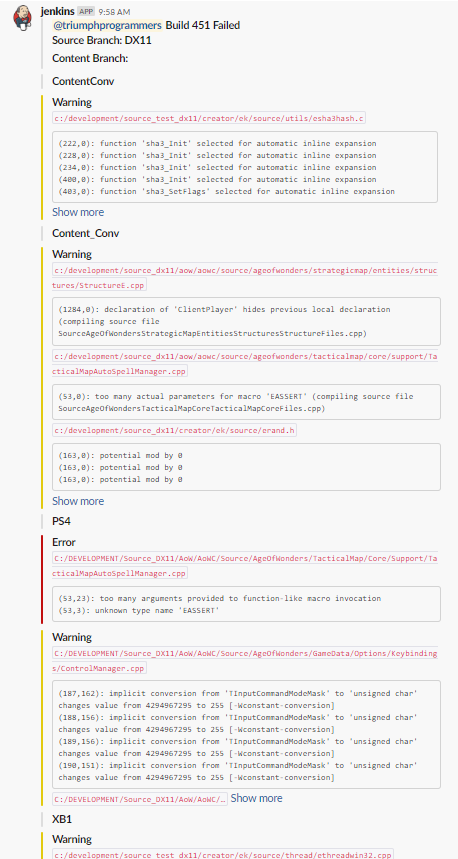 jenkins APP 9:58 AM
@triumphprogrammers Build 451 Failed
Source Branch: DX11
Content Branch:
ContentConv
Warning
c:/development/source_test_dx11/creator/ek/source/utils/esha3hash.c
(222,0): function 'sha3_Init' selected for automatic inline expansion
(228,0): function 'sha3_Init' selected for automatic inline expansion
(234,0): function 'sha3_Init' selected for automatic inline expansion
(400,0): function 'sha3_Init' selected for automatic inline expansion
(403,0): function 'sha3_SetFlags' selected for automatic inline expansion
Show more
Content_Conv
Warning
c:/development/source_dx11/aow/aowc/source/ageofwonders/strategicmap/entities/struc
tures/StructureE.cpp
(1284,0): declaration of 'ClientPlayer' hides previous local declaration
(compiling source file
SourceAgeOfWondersStrategicMapEntitiesStructuresStructureFiles.cpp)
c:/development/source_dx11/aow/aowc/source/ageofwonders/tacticalmap/core/support/Ta
cticalMapAutoSpellManager.cpp
(53,0): too many actual parameters for macro 'EASSERT' (compiling source file
SourceAgeOfWondersTacticalMapCoreTacticalMapCoreFiles.cpp)
c:/development/source_dx11/creator/ek/source/erand.h
(163,0): potential mod by 0
(163,0): potential mod by 0
(163,0): potential mod by 0
Show more
PS4
Error
C:/DEVELOPMENT/Source_DX11/AoW/AoWC/Source/AgeOfWonders/TacticalMap/Core/Support/Ta
cticalMapAutoSpellManager.cpp
(53,23): too many arguments provided to function-like macro invocation
(53,3): unknown type name 'EASSERT'
Warning
C:/DEVELOPMENT/Source_DX11/AoW/AoWC/Source/AgeOfWonders/GameData/Options/Keybinding
s/ControlManager.cpp
(187,162): implicit conversion from 'TInputCommandModeMask' to 'unsigned char'
changes value from 4294967295 to 255 [-Wconstant-conversion]
(188,156): implicit conversion from 'TInputCommandModeMask' to 'unsigned char'
changes value from 4294967295 to 255 [-Wconstant-conversion]
(189,156): implicit conversion from 'TInputCommandModeMask' to 'unsigned char'
changes value from 4294967295 to 255 [-Wconstant-conversion]
(190,151): implicit conversion from 'TInputCommandModeMask' to 'unsigned char'
changes value from 4294967295 to 255 [-Wconstant-conversion]
C:/DEVELOPMENT/Source_DX11/AoW/AoWC/… Show more
XB1
Warning
c:/development/source_test_dx11/creator/ek/source/thread/ethreadwin32.cpp